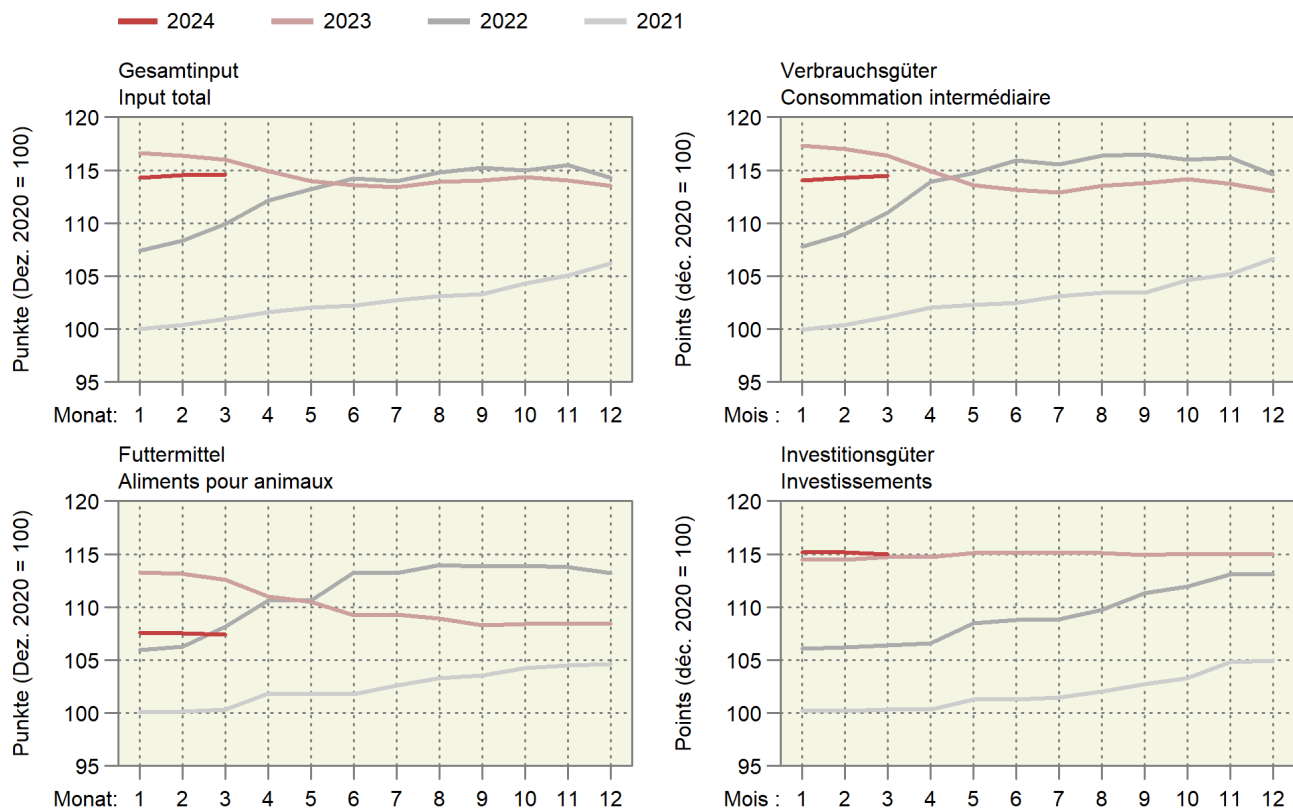 2024 2023 2022 2021
Gesamtinput
Input total
Punkte (Dez. 2020 = 100)
120
115
110
105
100
95
Monat: 1 2 3 4 5 6 7 8 9 10 11 12
Verbrauchsgüter
Consommation intermédiaire
Points (déc. 2020 = 100)
120
115
110
105
100
95
Mois : 1 2 3 4 5 6 7 8 9 10 11 12
Futtermittel
Aliments pour animaux
Punkte (Dez. 2020 = 100)
120
115
110
105
100
95
Monat: 1 2 3 4 5 6 7 8 9 10 11 12
Investitionsgüter
Investissements
Points (déc. 2020 = 100)
120
115
110
105
100
95
Mois : 1 2 3 4 5 6 7 8 9 10 11 12